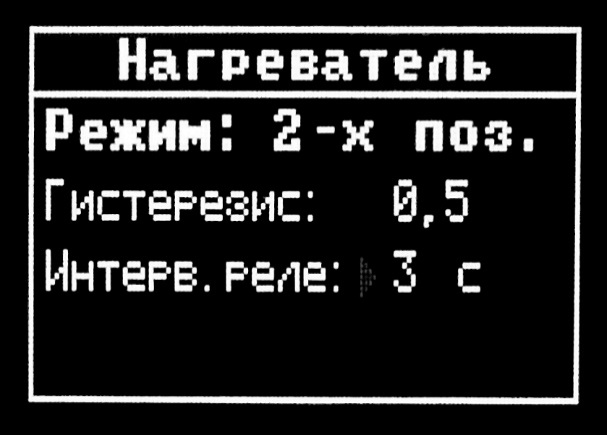 Нагреватель
Режим: 2-х поз.
Гистерезис: 0,5
Интерв. реле: 3 с